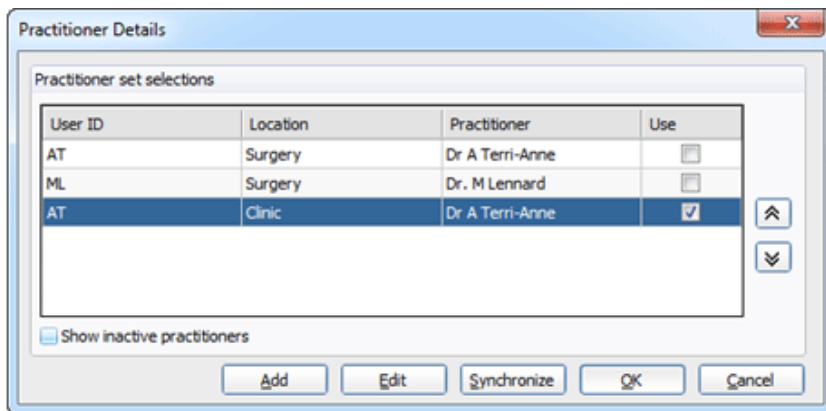 Practitioner Details
Practitioner set selections
User ID Location Practitioner Use
AT Surgery Dr A Terri-Anne
ML Surgery Dr. M Lennard
AT Clinic Dr A Terri-Anne
Show inactive practitioners
Add Edit Synchronize OK Cancel